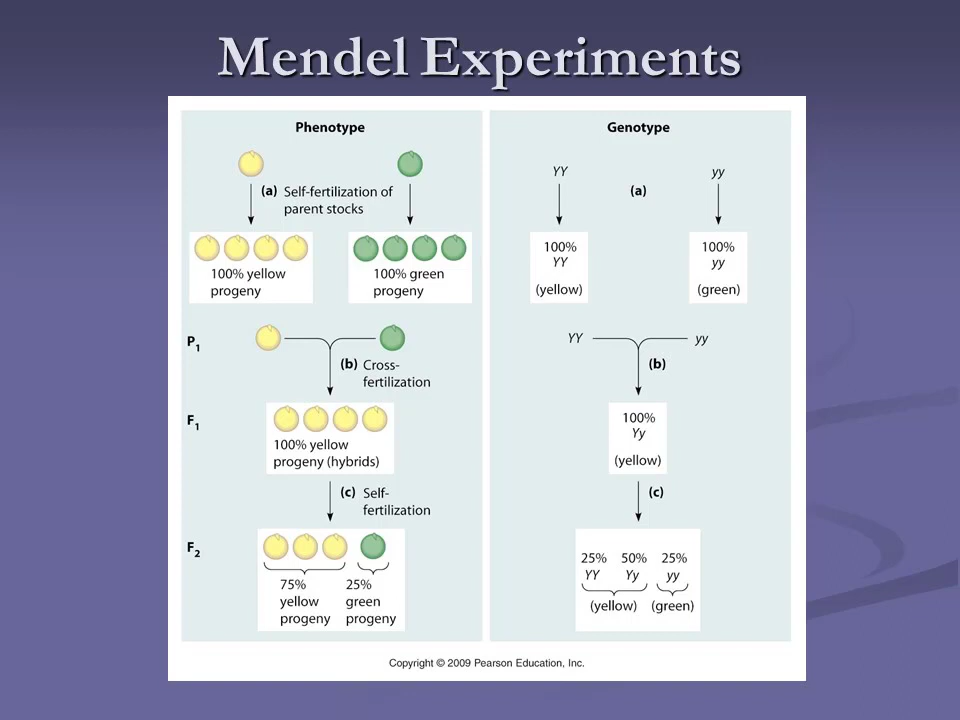 Mendel Experiments
Phenotype
(a) Self-fertilization of
parent stocks
100% yellow
progeny
100% green
progeny
P1
(b) Cross-
fertilization
F1
100% yellow
progeny (hybrids)
(c) Self-
fertilization
F2
75%
yellow
progeny
25%
green
progeny
Genotype
YY
yy
(a)
100%
YY
(yellow)
100%
yy
(green)
YY
yy
(b)
100%
Yy
(yellow)
(c)
25% 50% 25%
YY Yy yy
(yellow) (green)
Copyright © 2009 Pearson Education, Inc.